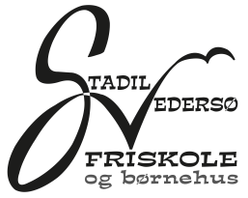 STADIL
VEDERSØ
FRISKOLE
og børnehus